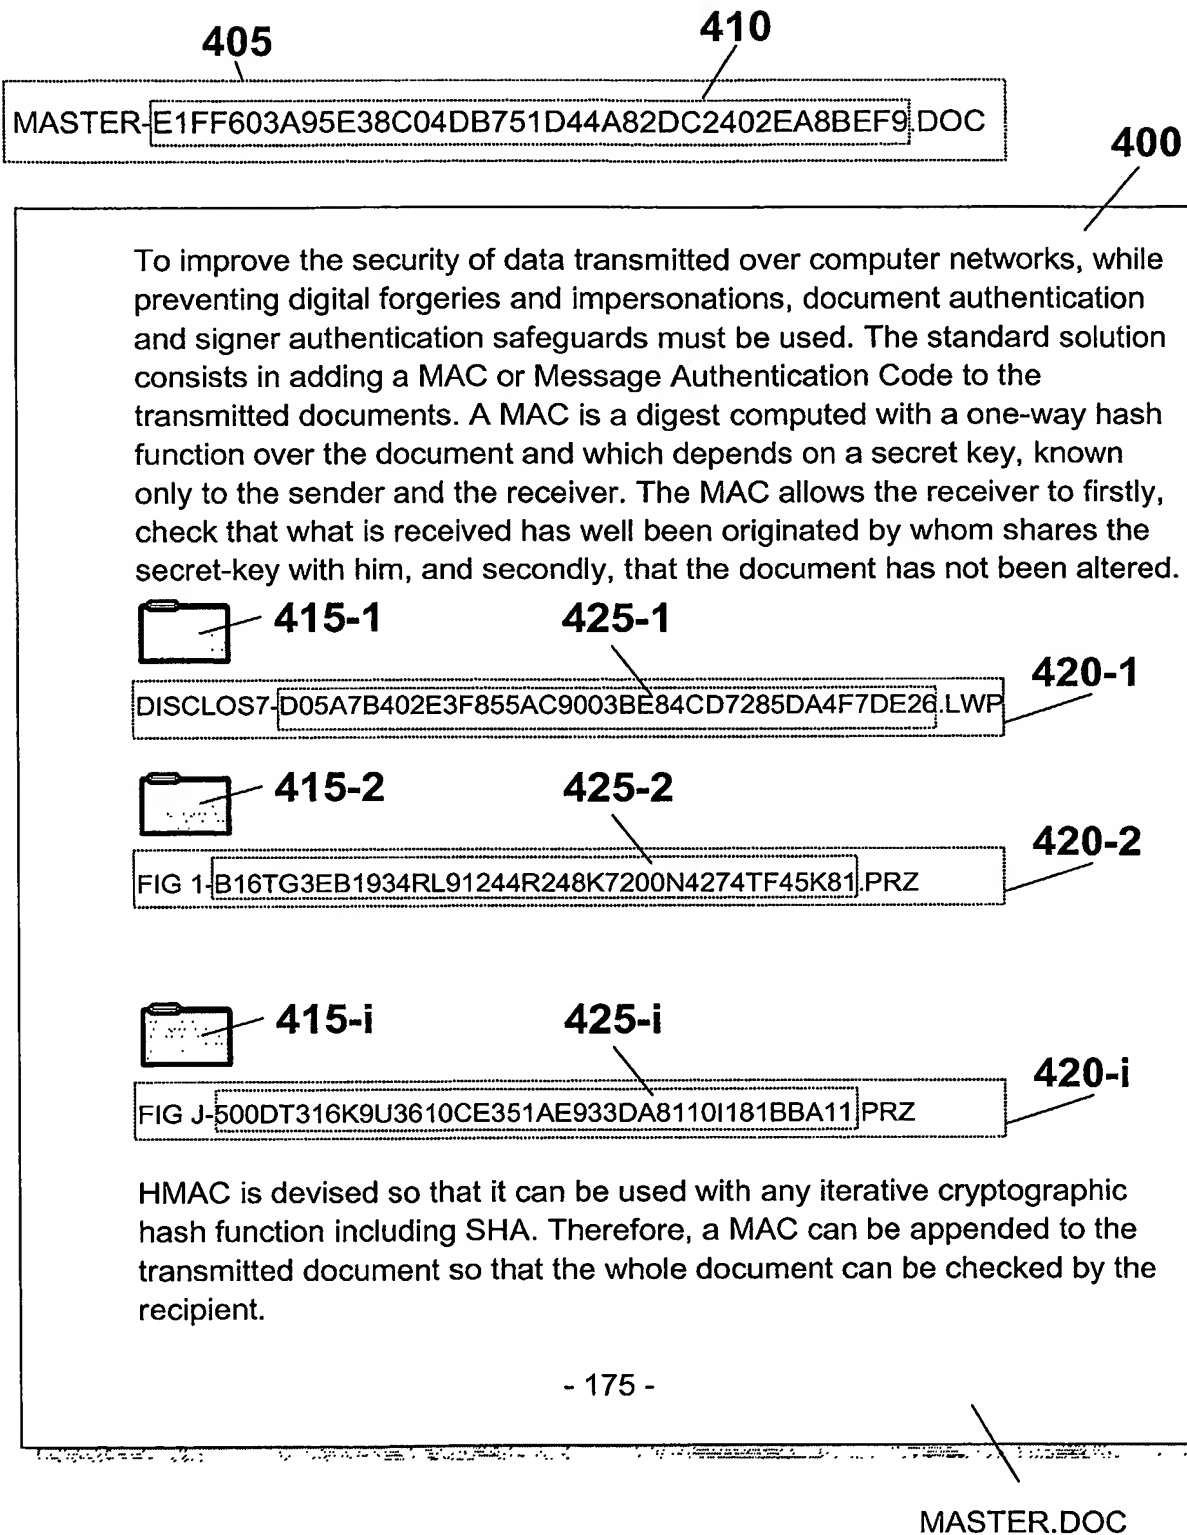 405
410
MASTER-E1FF603A95E38C04DB751D44A82DC2402EA8BEF9.DOC
400
To improve the security of data transmitted over computer networks, while
preventing digital forgeries and impersonations, document authentication
and signer authentication safeguards must be used. The standard solution
consists in adding a MAC or Message Authentication Code to the
transmitted documents. A MAC is a digest computed with a one-way hash
function over the document and which depends on a secret key, known
only to the sender and the receiver. The MAC allows the receiver to firstly,
check that what is received has well been originated by whom shares the
secret-key with him, and secondly, that the document has not been altered.
415-1
425-1
420-1
DISCLOS7-D05A7B402E3F855AC9003BE84CD7285DA4F7DE26.LWP
415-2
425-2
420-2
FIG 1-B16TG3EB1934RL91244R248K7200N4274TF45K81.PRZ
415-i
425-i
420-i
FIG J-500DT316K9U3610CE351AE933DA8110I181BBA11.PRZ
HMAC is devised so that it can be used with any iterative cryptographic
hash function including SHA. Therefore, a MAC can be appended to the
transmitted document so that the whole document can be checked by the
recipient.
- 175 -
MASTER.DOC